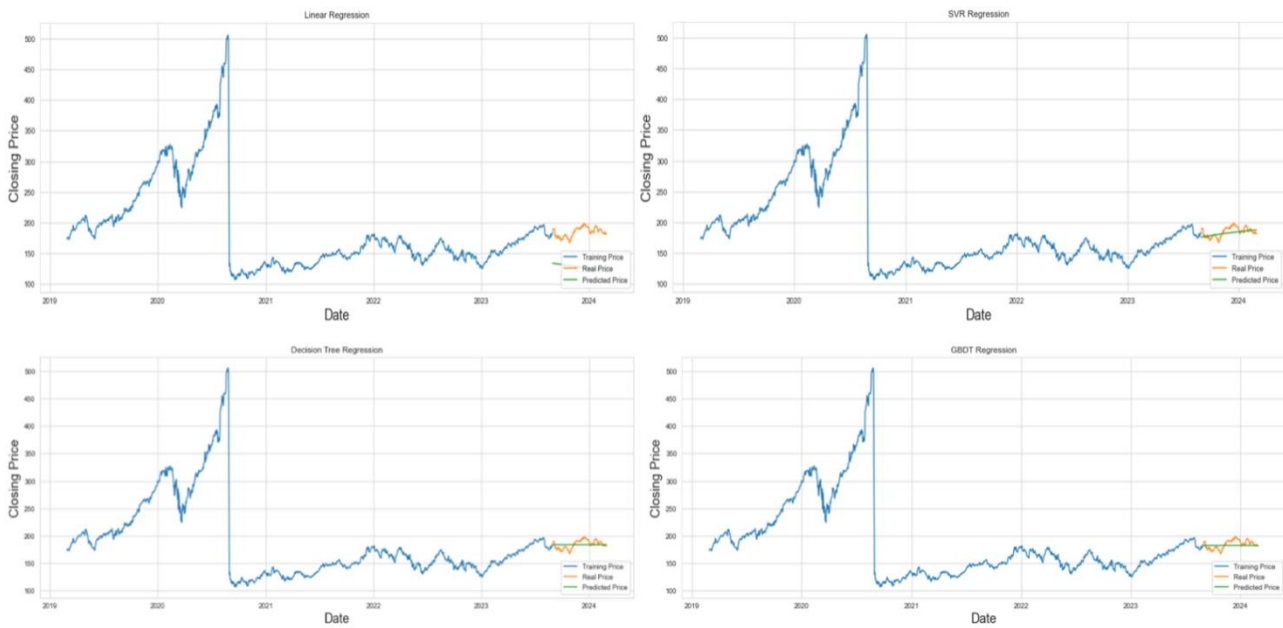 Linear Regression
Closing Price
500
450
400
350
300
250
200
150
100
2019
2020
2021
2022
2023
2024
Date
Training Price
Real Price
Predicted Price
SVR Regression
Closing Price
500
450
400
350
300
250
200
150
100
2019
2020
2021
2022
2023
2024
Date
Training Price
Real Price
Predicted Price
Decision Tree Regression
Closing Price
500
450
400
350
300
250
200
150
100
2019
2020
2021
2022
2023
2024
Date
Training Price
Real Price
Predicted Price
GBDT Regression
Closing Price
500
450
400
350
300
250
200
150
100
2019
2020
2021
2022
2023
2024
Date
Training Price
Real Price
Predicted Price